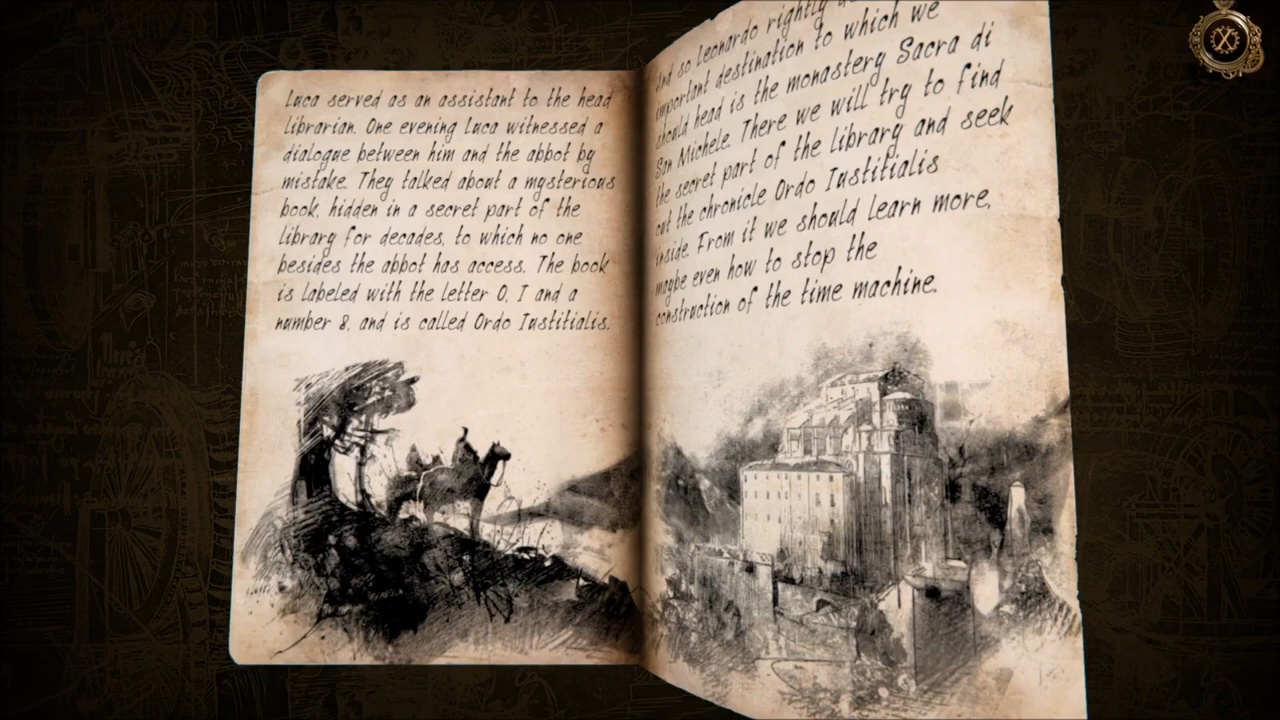 Luca served as an assistant to the head
librarian. One evening Luca witnessed a
dialogue between him and the abbot by
mistake. They talked about a mysterious
book, hidden in a secret part of the
library for decades, to which no one
besides the abbot has access. The book
is labeled with the letter O, I and a
number 8, and is called Ordo Iustitialis.
And so Leonardo rightly
important destination to which we
should head is the monastery Sacra di
San Michele. There we will try to find
the secret part of the library and seek
out the chronicle Ordo Iustitialis
inside. From it we should learn more,
maybe even how to stop the
construction of the time machine.